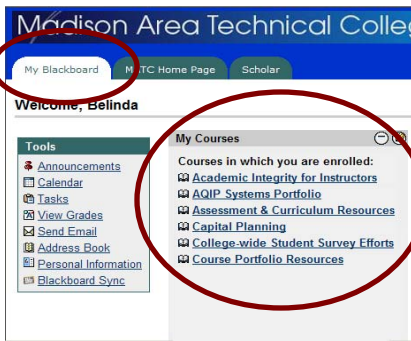 Madison Area Technical Colleg
My Blackboard MATC Home Page Scholar
Welcome, Belinda
Tools
Announcements
Calendar
Tasks
View Grades
Send Email
Address Book
Personal Information
Blackboard Sync
My Courses
Courses in which you are enrolled:
Academic Integrity for Instructors
AQIP Systems Portfolio
Assessment & Curriculum Resources
Capital Planning
College-wide Student Survey Efforts
Course Portfolio Resources